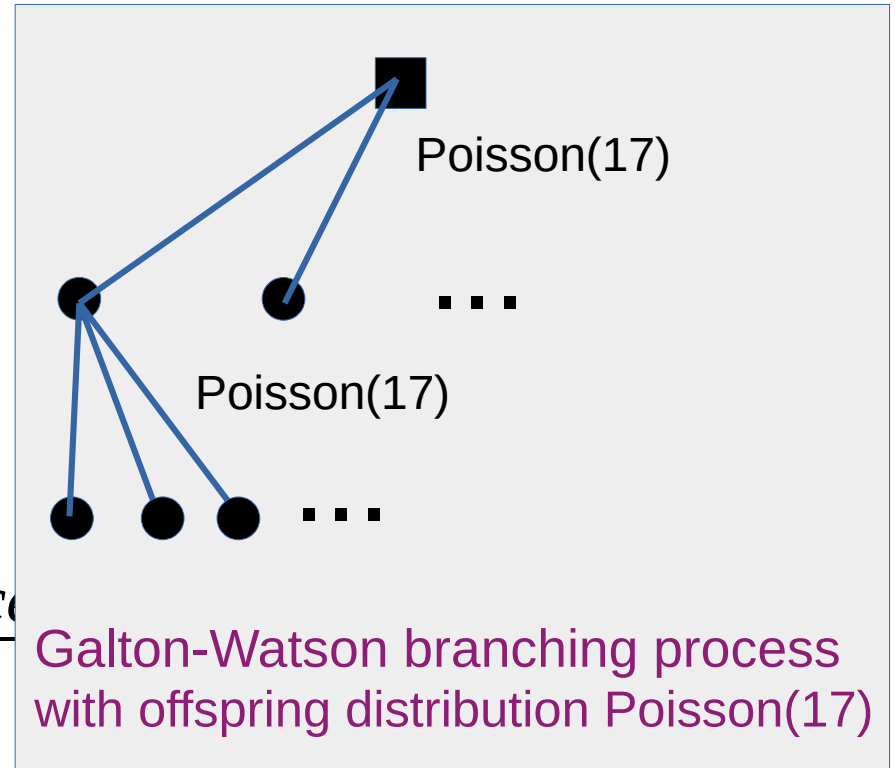 Poisson(17)
...
Poisson(17)
...
Galton-Watson branching process
with offspring distribution Poisson(17)